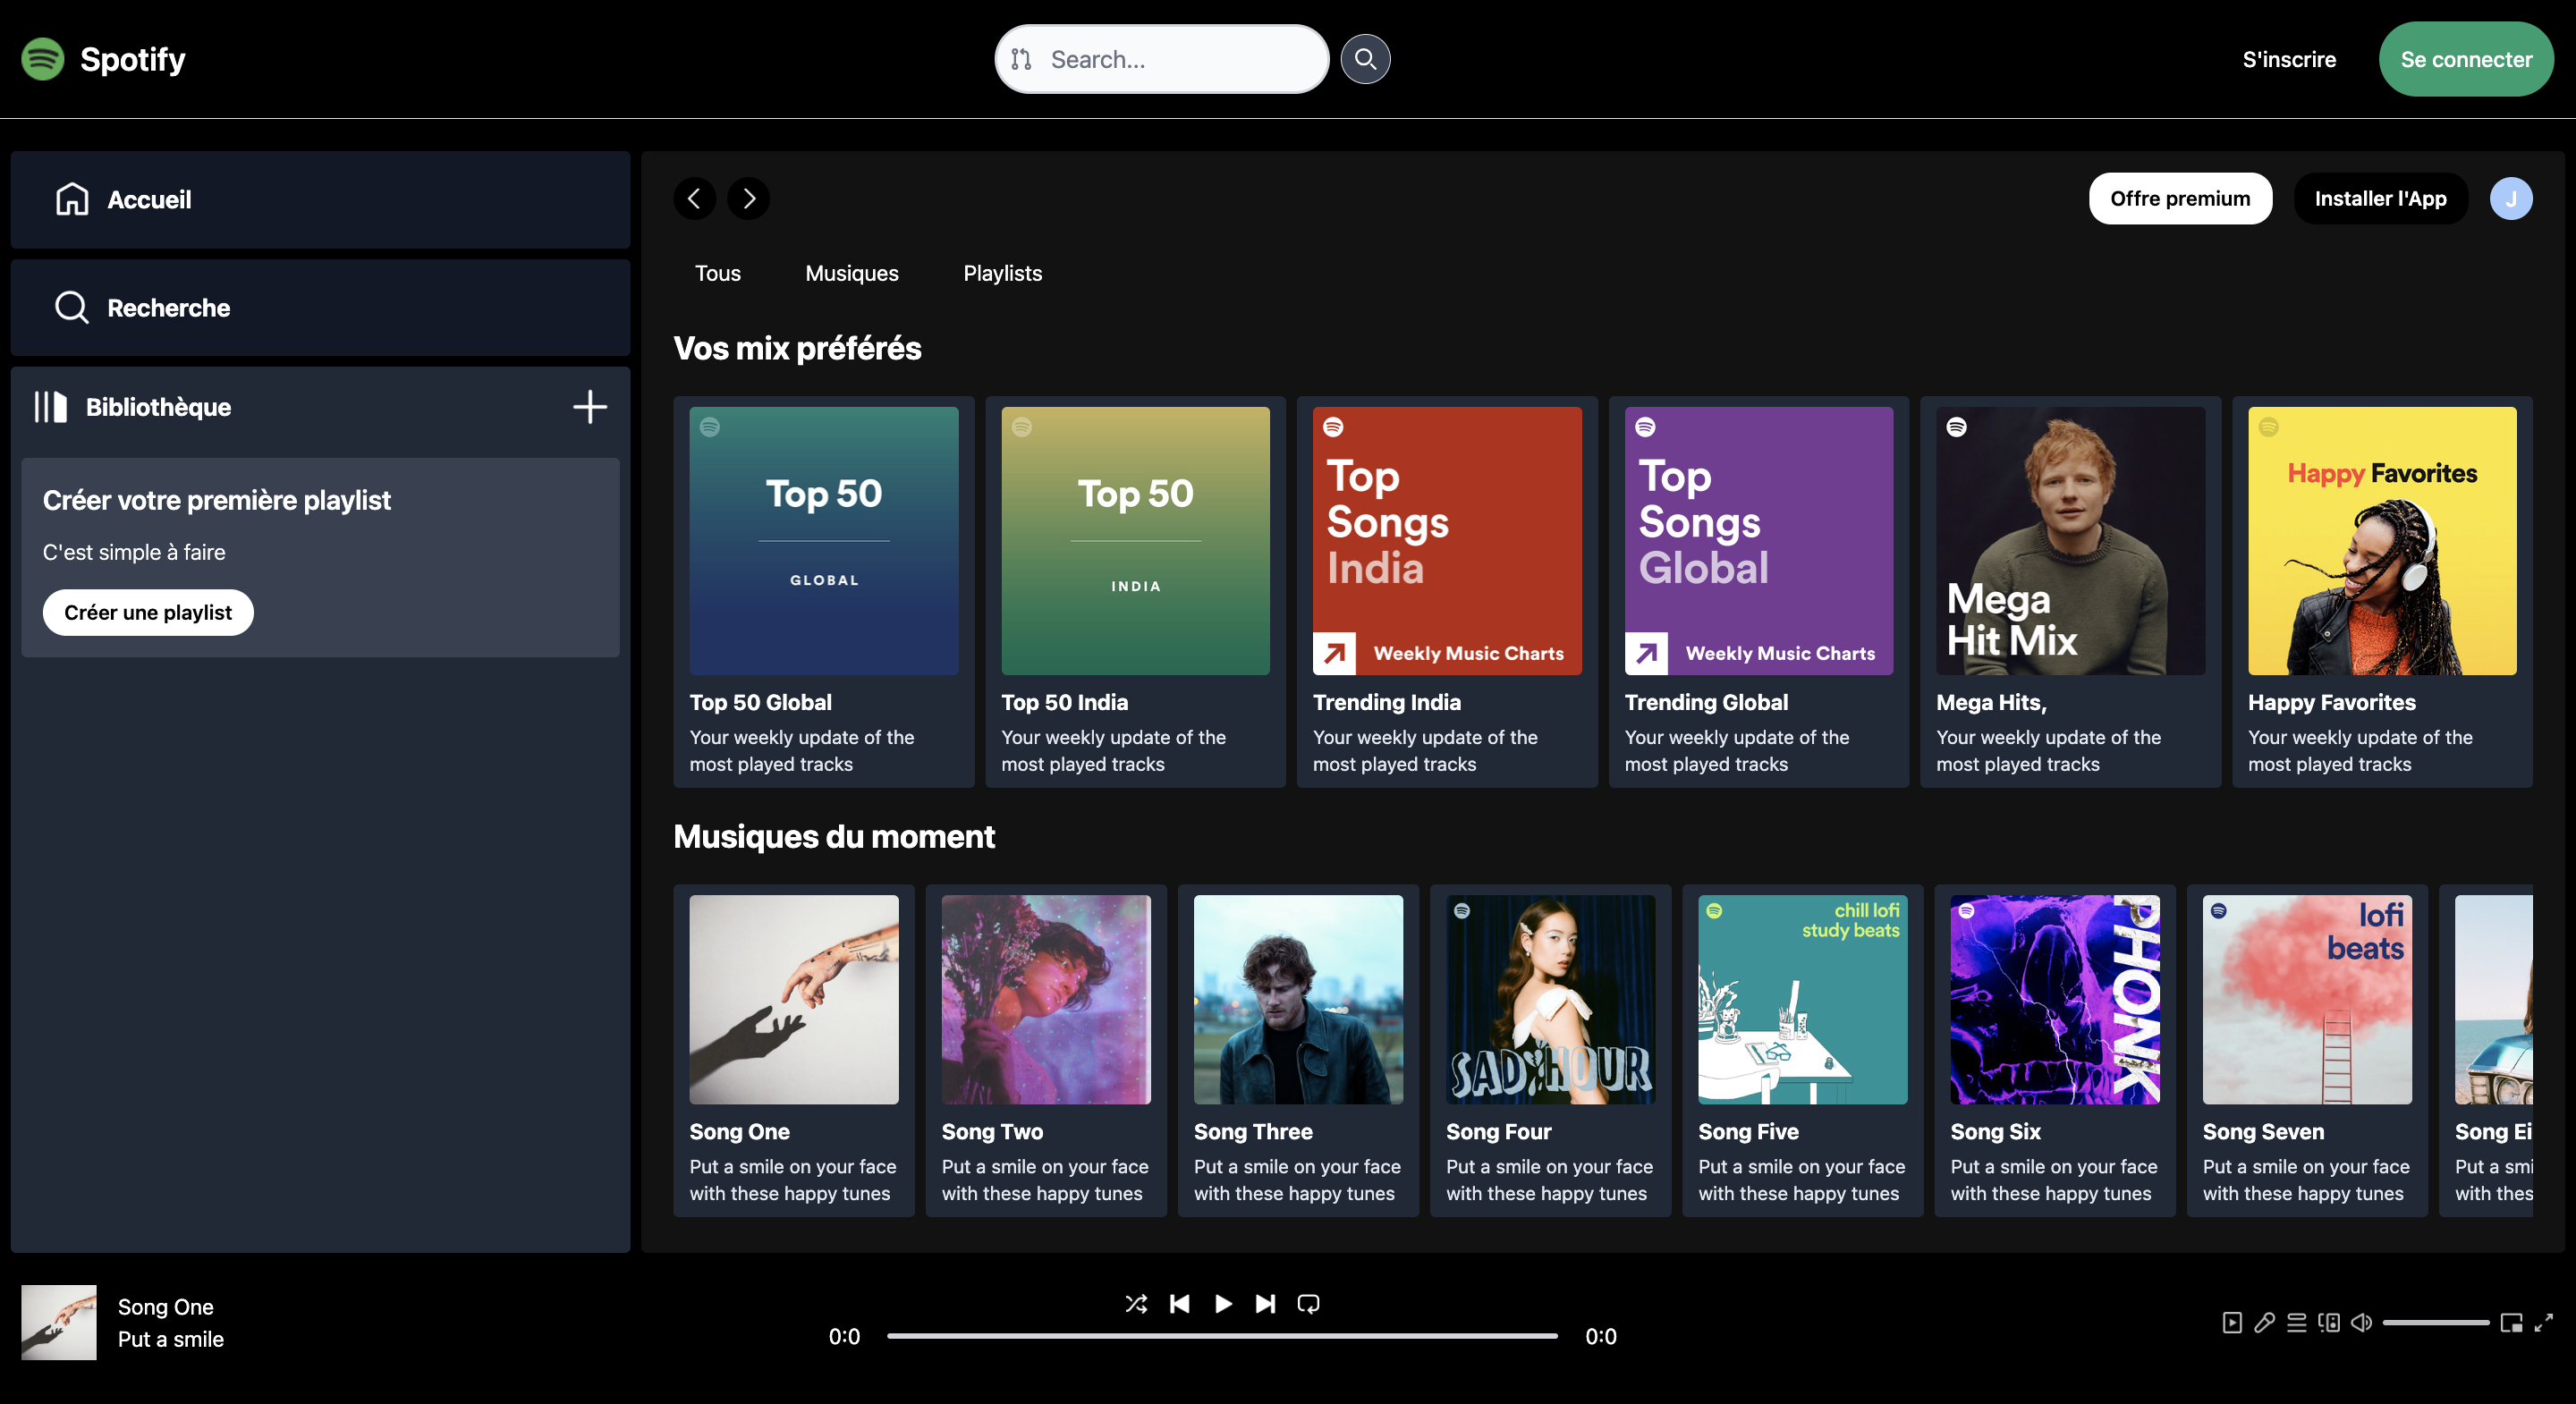 Spotify
Search...
S'inscrire
Se connecter
Accueil
Recherche
Bibliothèque
Créer votre première playlist
C'est simple à faire
Créer une playlist
Offre premium
Installer l'App
J
Tous
Musiques
Playlists
Vos mix préférés
Top 50
GLOBAL
Top 50 Global
Your weekly update of the
most played tracks
Top 50
INDIA
Top 50 India
Your weekly update of the
most played tracks
Top
Songs
India
Weekly Music Charts
Trending India
Your weekly update of the
most played tracks
Top
Songs
Global
Weekly Music Charts
Trending Global
Your weekly update of the
most played tracks
Mega
Hit Mix
Mega Hits,
Your weekly update of the
most played tracks
Happy Favorites
Happy Favorites
Your weekly update of the
most played tracks
Musiques du moment
Song One
Put a smile on your face
with these happy tunes
Song Two
Put a smile on your face
with these happy tunes
Song Three
Put a smile on your face
with these happy tunes
SAD HOUR
Song Four
Put a smile on your face
with these happy tunes
chill lofi
study beats
Song Five
Put a smile on your face
with these happy tunes
PHONK
Song Six
Put a smile on your face
with these happy tunes
lofi
beats
Song Seven
Put a smile on your face
with these happy tunes
Song Ei
Put a smi
with thes
Song One
Put a smile
0:0
0:0